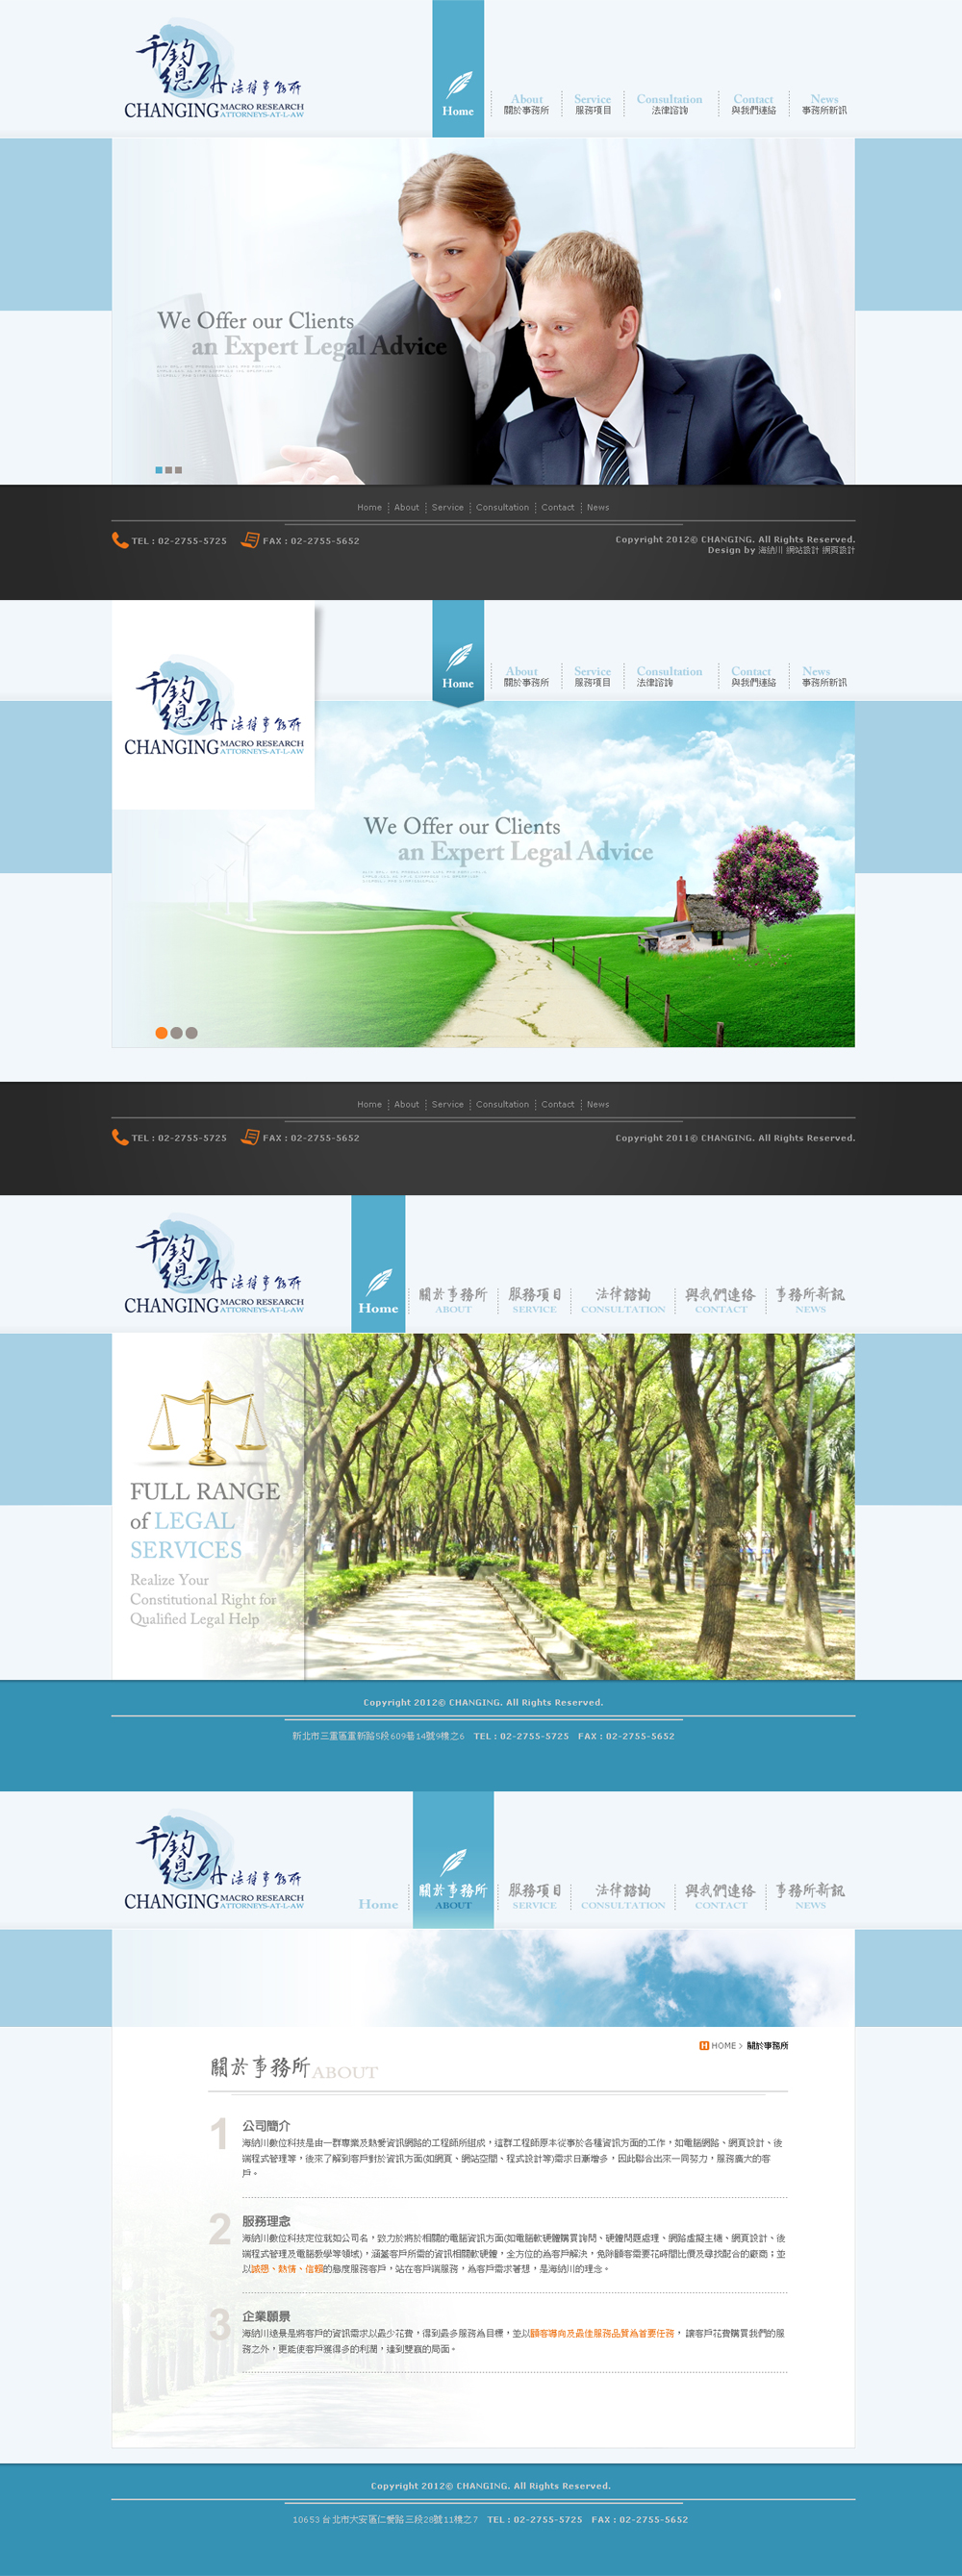 千鈞總研法律事務所
CHANGING MACRO RESEARCH
ATTORNEYS-AT-LAW
Home
About
Service
Consultation
Contact
News
關於事務所
服務項目
法律諮詢
與我們連絡
事務所新訊
We Offer our Clients
an Expert Legal Advice
Home About Service Consultation Contact News
TEL : 02-2755-5725 FAX : 02-2755-5652
Copyright 2012© CHANGING. All Rights Reserved.
Design by 海納川 網站設計 網頁設計
千鈞總研法律事務所
CHANGING MACRO RESEARCH
ATTORNEYS-AT-LAW
Home
About
Service
Consultation
Contact
News
關於事務所
服務項目
法律諮詢
與我們連絡
事務所新訊
We Offer our Clients
an Expert Legal Advice
Home About Service Consultation Contact News
TEL : 02-2755-5725 FAX : 02-2755-5652
Copyright 2011© CHANGING. All Rights Reserved.
千鈞總研法律事務所
CHANGING MACRO RESEARCH
ATTORNEYS-AT-LAW
關於事務所 服務項目 法律諮詢 與我們連絡 事務所新訊
Home ABOUT SERVICE CONSULTATION CONTACT NEWS
FULL RANGE
of LEGAL
SERVICES
Realize Your
Constitutional Right for
Qualified Legal Help
Copyright 2012© CHANGING. All Rights Reserved.
新北市三重區重新路5段609巷14號9樓之6 TEL : 02-2755-5725 FAX : 02-2755-5652
千鈞總研法律事務所
CHANGING MACRO RESEARCH
ATTORNEYS-AT-LAW
關於事務所 服務項目 法律諮詢 與我們連絡 事務所新訊
Home ABOUT SERVICE CONSULTATION CONTACT NEWS
H HOME > 關於事務所
關於事務所 ABOUT
1 公司簡介
海納川數位科技是由一群專業及熱愛資訊網路的工程師所組成，這群工程師原本從事於各種資訊方面的工作，如電腦網路、網頁設計、後
端程式管理等，後來了解到客戶對於資訊方面(如網頁、網站空間、程式設計等)需求日漸增多，因此聯合出來一同努力，服務廣大的客
戶。
2 服務理念
海納川數位科技定位就如公司名，致力於將於相關的電腦資訊方面(如電腦軟硬體購買詢問、硬體問題處理、網路虛擬主機、網頁設計、後
端程式管理及電腦教學等領域)，涵蓋客戶所需的資訊相關軟硬體，全方位的為客戶解決，免除顧客需要花時間比價及尋找配合的廠商；並
以誠懇、熱情、信賴的態度服務客戶，站在客戶端服務，為客戶需求著想，是海納川的理念。
3 企業願景
海納川遠景是將客戶的資訊需求以最少花費，得到最多服務為目標，並以顧客導向及最佳服務品質為首要任務， 讓客戶花費購買我們的服
務之外，更能使客戶獲得多的利潤，達到雙贏的局面。
Copyright 2012© CHANGING. All Rights Reserved.
10653 台北市大安區仁愛路三段28號11樓之7 TEL : 02-2755-5725 FAX : 02-2755-5652